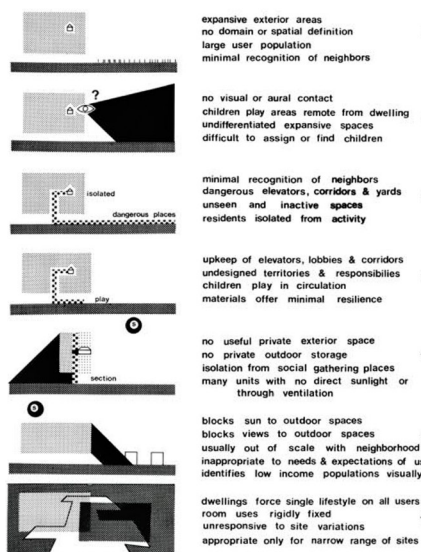 expansive exterior areas
no domain or spatial definition
large user population
minimal recognition of neighbors
?
no visual or aural contact
children play areas remote from dwelling
undifferentiated expansive spaces
difficult to assign or find children
isolated
dangerous places
minimal recognition of neighbors
dangerous elevators, corridors & yards
unseen and inactive spaces
residents isolated from activity
play
upkeep of elevators, lobbies & corridors
undesigned territories & responsibilies
children play in circulation
materials offer minimal resilience
section
no useful private exterior space
no private outdoor storage
isolation from social gathering places
many units with no direct sunlight or
through ventilation
blocks sun to outdoor spaces
blocks views to outdoor spaces
usually out of scale with neighborhood
inappropriate to needs & expectations of
identifies low income populations visually
dwellings force single lifestyle on all users
room uses rigidly fixed
unresponsive to site variations
appropriate only for narrow range of sites